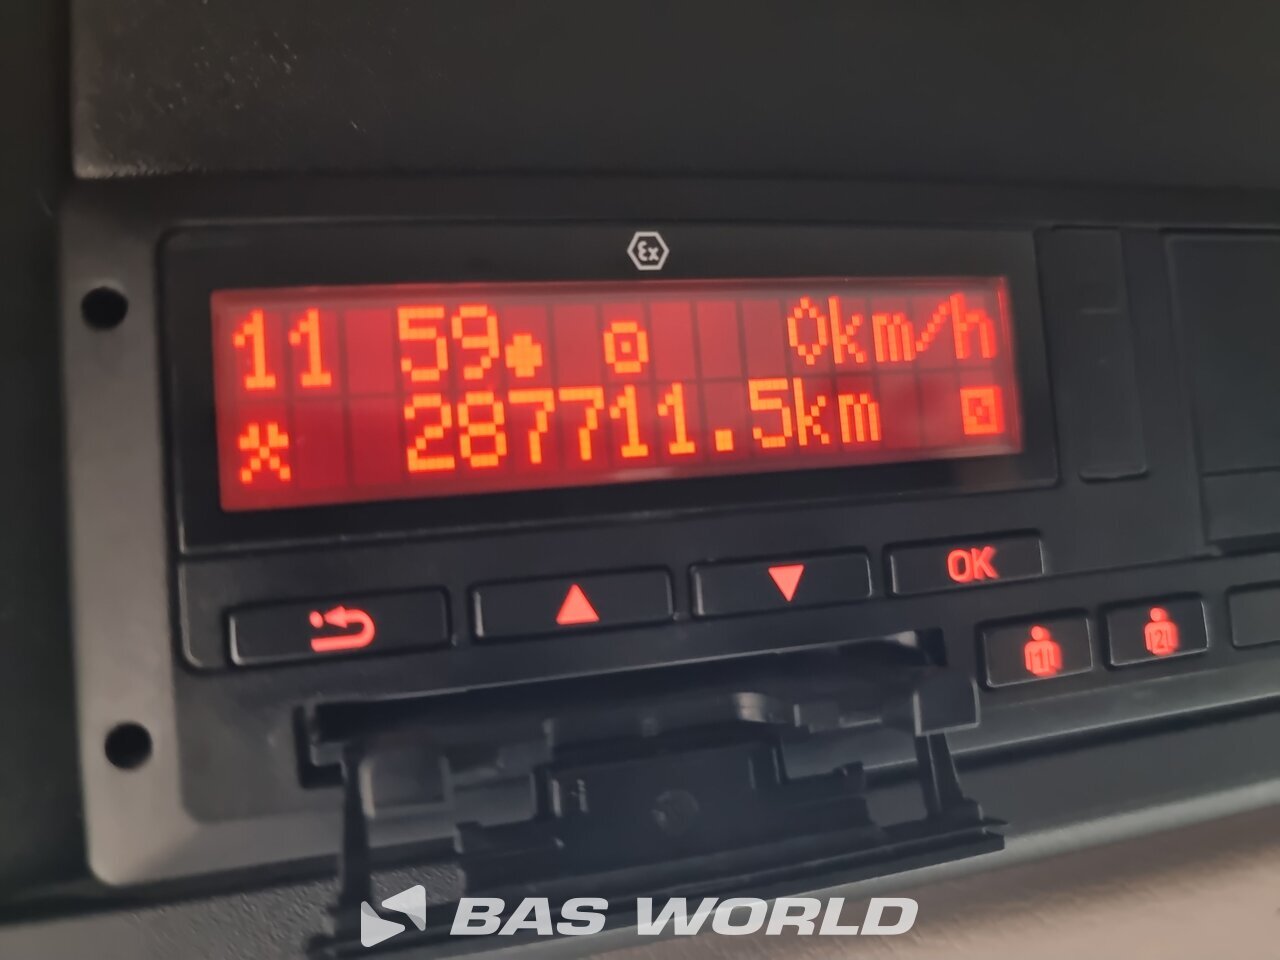 Ex
11 59 0km/h
287711.5km
OK
1 2
BAS WORLD